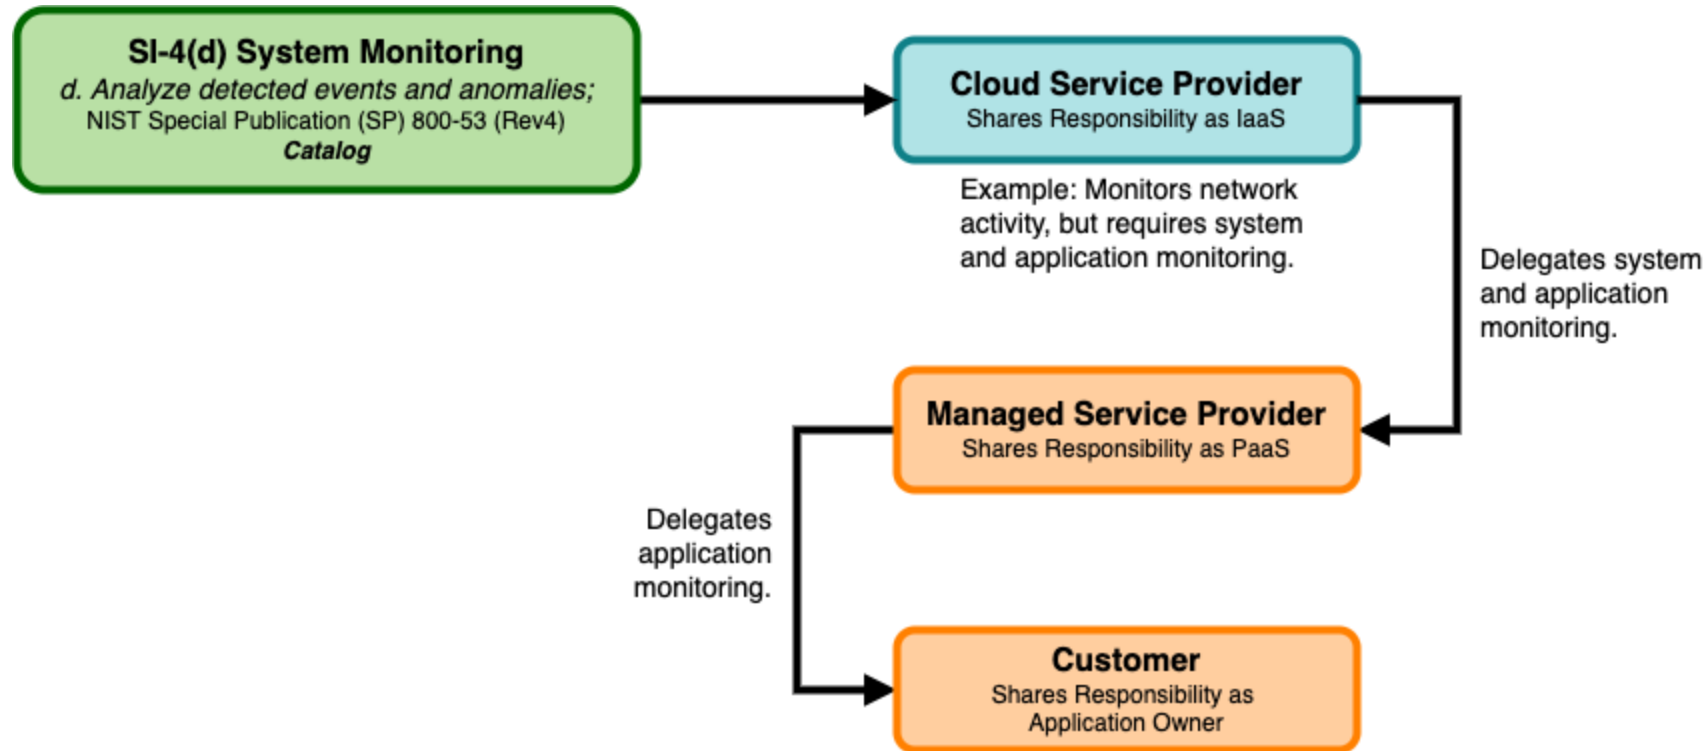 SI-4(d) System Monitoring
d. Analyze detected events and anomalies;
NIST Special Publication (SP) 800-53 (Rev4)
Catalog
Cloud Service Provider
Shares Responsibility as IaaS
Example: Monitors network
activity, but requires system
and application monitoring.
Delegates system
and application
monitoring.
Managed Service Provider
Shares Responsibility as PaaS
Delegates
application
monitoring.
Customer
Shares Responsibility as
Application Owner